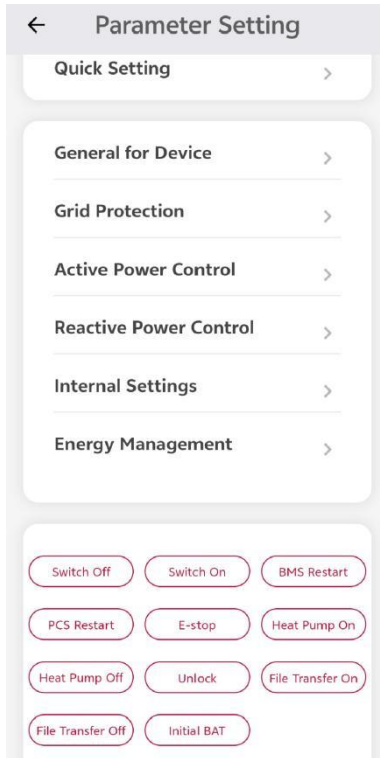 Parameter Setting
Quick Setting
General for Device
Grid Protection
Active Power Control
Reactive Power Control
Internal Settings
Energy Management
Switch Off
Switch On
BMS Restart
PCS Restart
E-stop
Heat Pump On
Heat Pump Off
Unlock
File Transfer On
File Transfer Off
Initial BAT